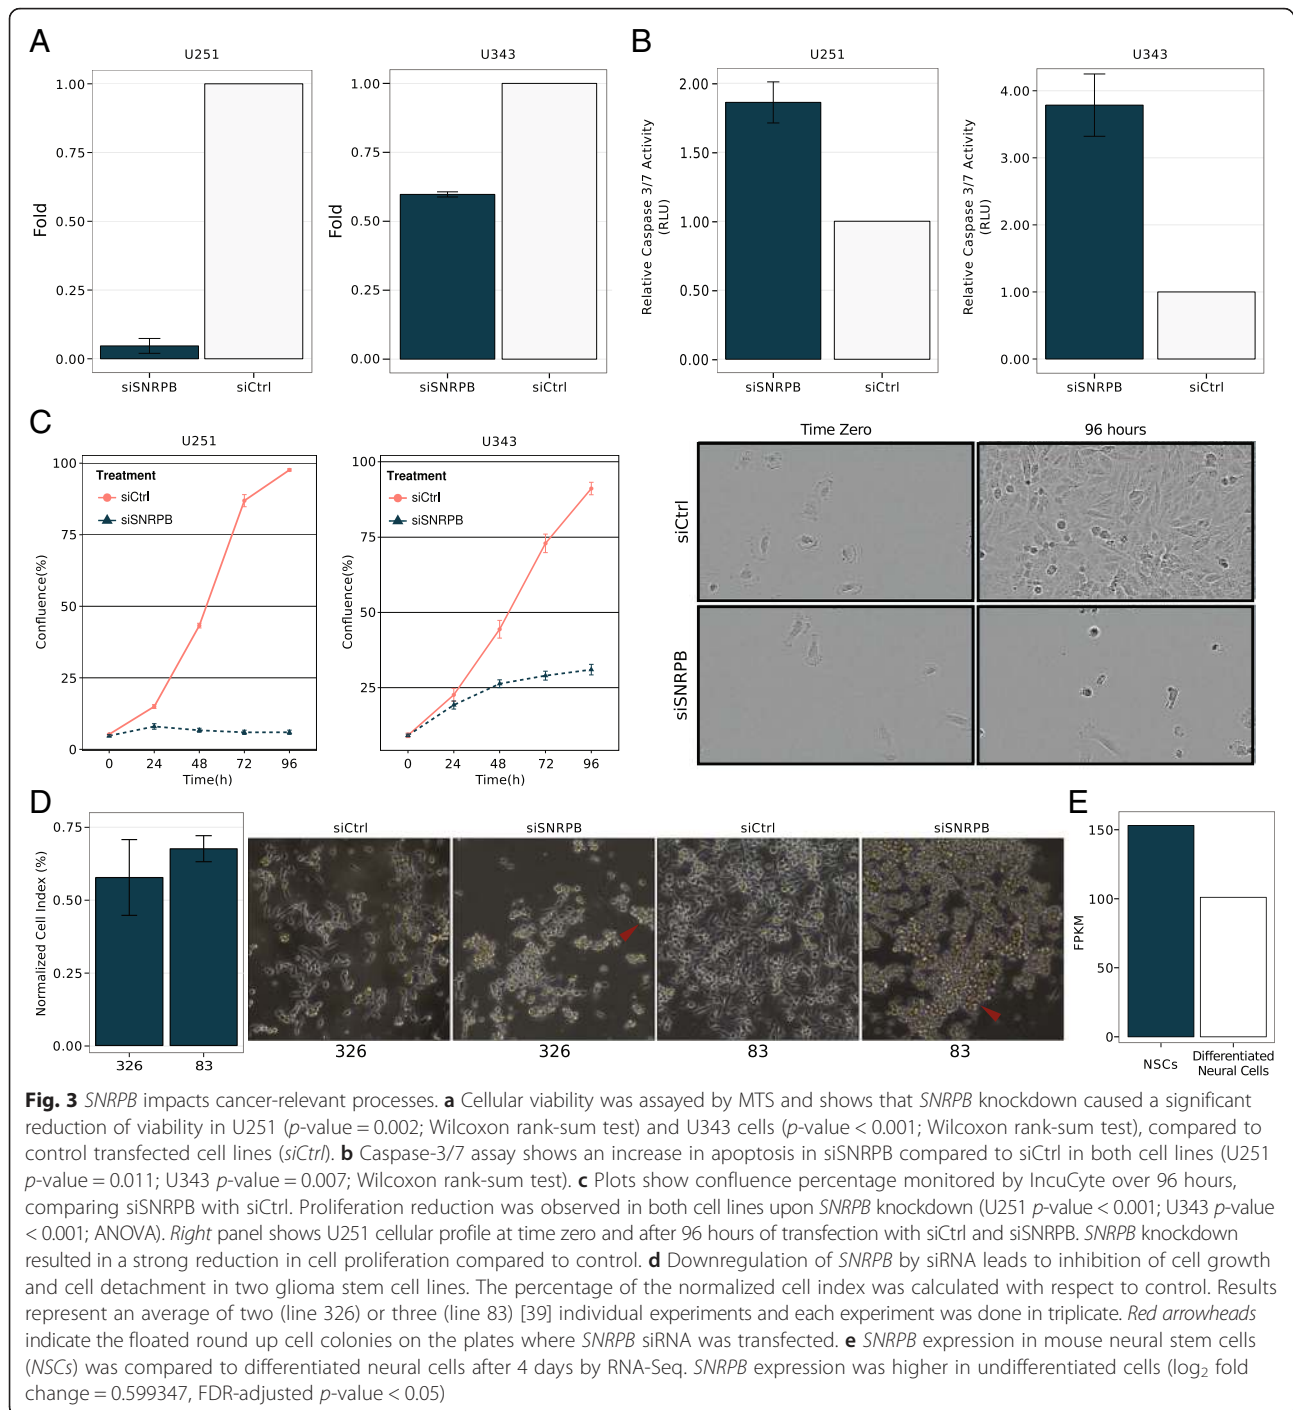 A
U251
U343
1.00
0.75
0.50
0.25
0.00
Fold
siSNRPB
siCtrl
1.00
0.75
0.50
0.25
0.00
Fold
siSNRPB
siCtrl
B
U251
U343
2.00
1.50
1.00
0.50
0.00
Relative Caspase 3/7 Activity
(RLU)
siSNRPB
siCtrl
4.00
3.00
2.00
1.00
0.00
Relative Caspase 3/7 Activity
(RLU)
siSNRPB
siCtrl
C
U251
100
75
50
25
0
Confluence(%)
Treatment
siCtrl
siSNRPB
0 24 48 72 96
Time(h)
U343
100
75
50
25
Confluence(%)
Treatment
siCtrl
siSNRPB
0 24 48 72 96
Time(h)
Time Zero
96 hours
siCtrl
siSNRPB
D
0.75
0.50
0.25
0.00
Normalized Cell Index (%)
326
83
siCtrl
siSNRPB
siCtrl
siSNRPB
326
326
83
83
E
150
100
50
0
FPKM
NSCs
Differentiated
Neural Cells
Fig. 3 SNRPB impacts cancer-relevant processes. a Cellular viability was assayed by MTS and shows that SNRPB knockdown caused a significant
reduction of viability in U251 (p-value = 0.002; Wilcoxon rank-sum test) and U343 cells (p-value < 0.001; Wilcoxon rank-sum test), compared to
control transfected cell lines (siCtrl). b Caspase-3/7 assay shows an increase in apoptosis in siSNRPB compared to siCtrl in both cell lines (U251
p-value = 0.011; U343 p-value = 0.007; Wilcoxon rank-sum test). c Plots show confluence percentage monitored by IncuCyte over 96 hours,
comparing siSNRPB with siCtrl. Proliferation reduction was observed in both cell lines upon SNRPB knockdown (U251 p-value < 0.001; U343 p-value
< 0.001; ANOVA). Right panel shows U251 cellular profile at time zero and after 96 hours of transfection with siCtrl and siSNRPB. SNRPB knockdown
resulted in a strong reduction in cell proliferation compared to control. d Downregulation of SNRPB by siRNA leads to inhibition of cell growth
and cell detachment in two glioma stem cell lines. The percentage of the normalized cell index was calculated with respect to control. Results
represent an average of two (line 326) or three (line 83) [39] individual experiments and each experiment was done in triplicate. Red arrowheads
indicate the floated round up cell colonies on the plates where SNRPB siRNA was transfected. e SNRPB expression in mouse neural stem cells
(NSCs) was compared to differentiated neural cells after 4 days by RNA-Seq. SNRPB expression was higher in undifferentiated cells (log2 fold
change = 0.599347, FDR-adjusted p-value < 0.05)